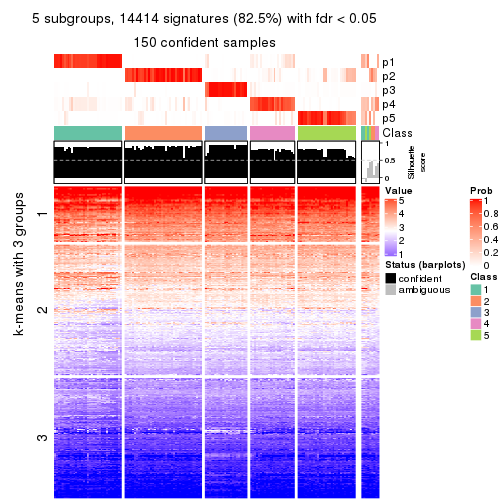 5 subgroups, 14414 signatures (82.5%) with fdr < 0.05
150 confident samples
p1
p2
p3
p4
p5
Class
1
0.5
0
Silhouette
score
k-means with 3 groups
1
2
3
Value
5
4
3
2
1
Status (barplots)
confident
ambiguous
Prob
1
0.8
0.6
0.4
0.2
0
Class
1
2
3
4
5